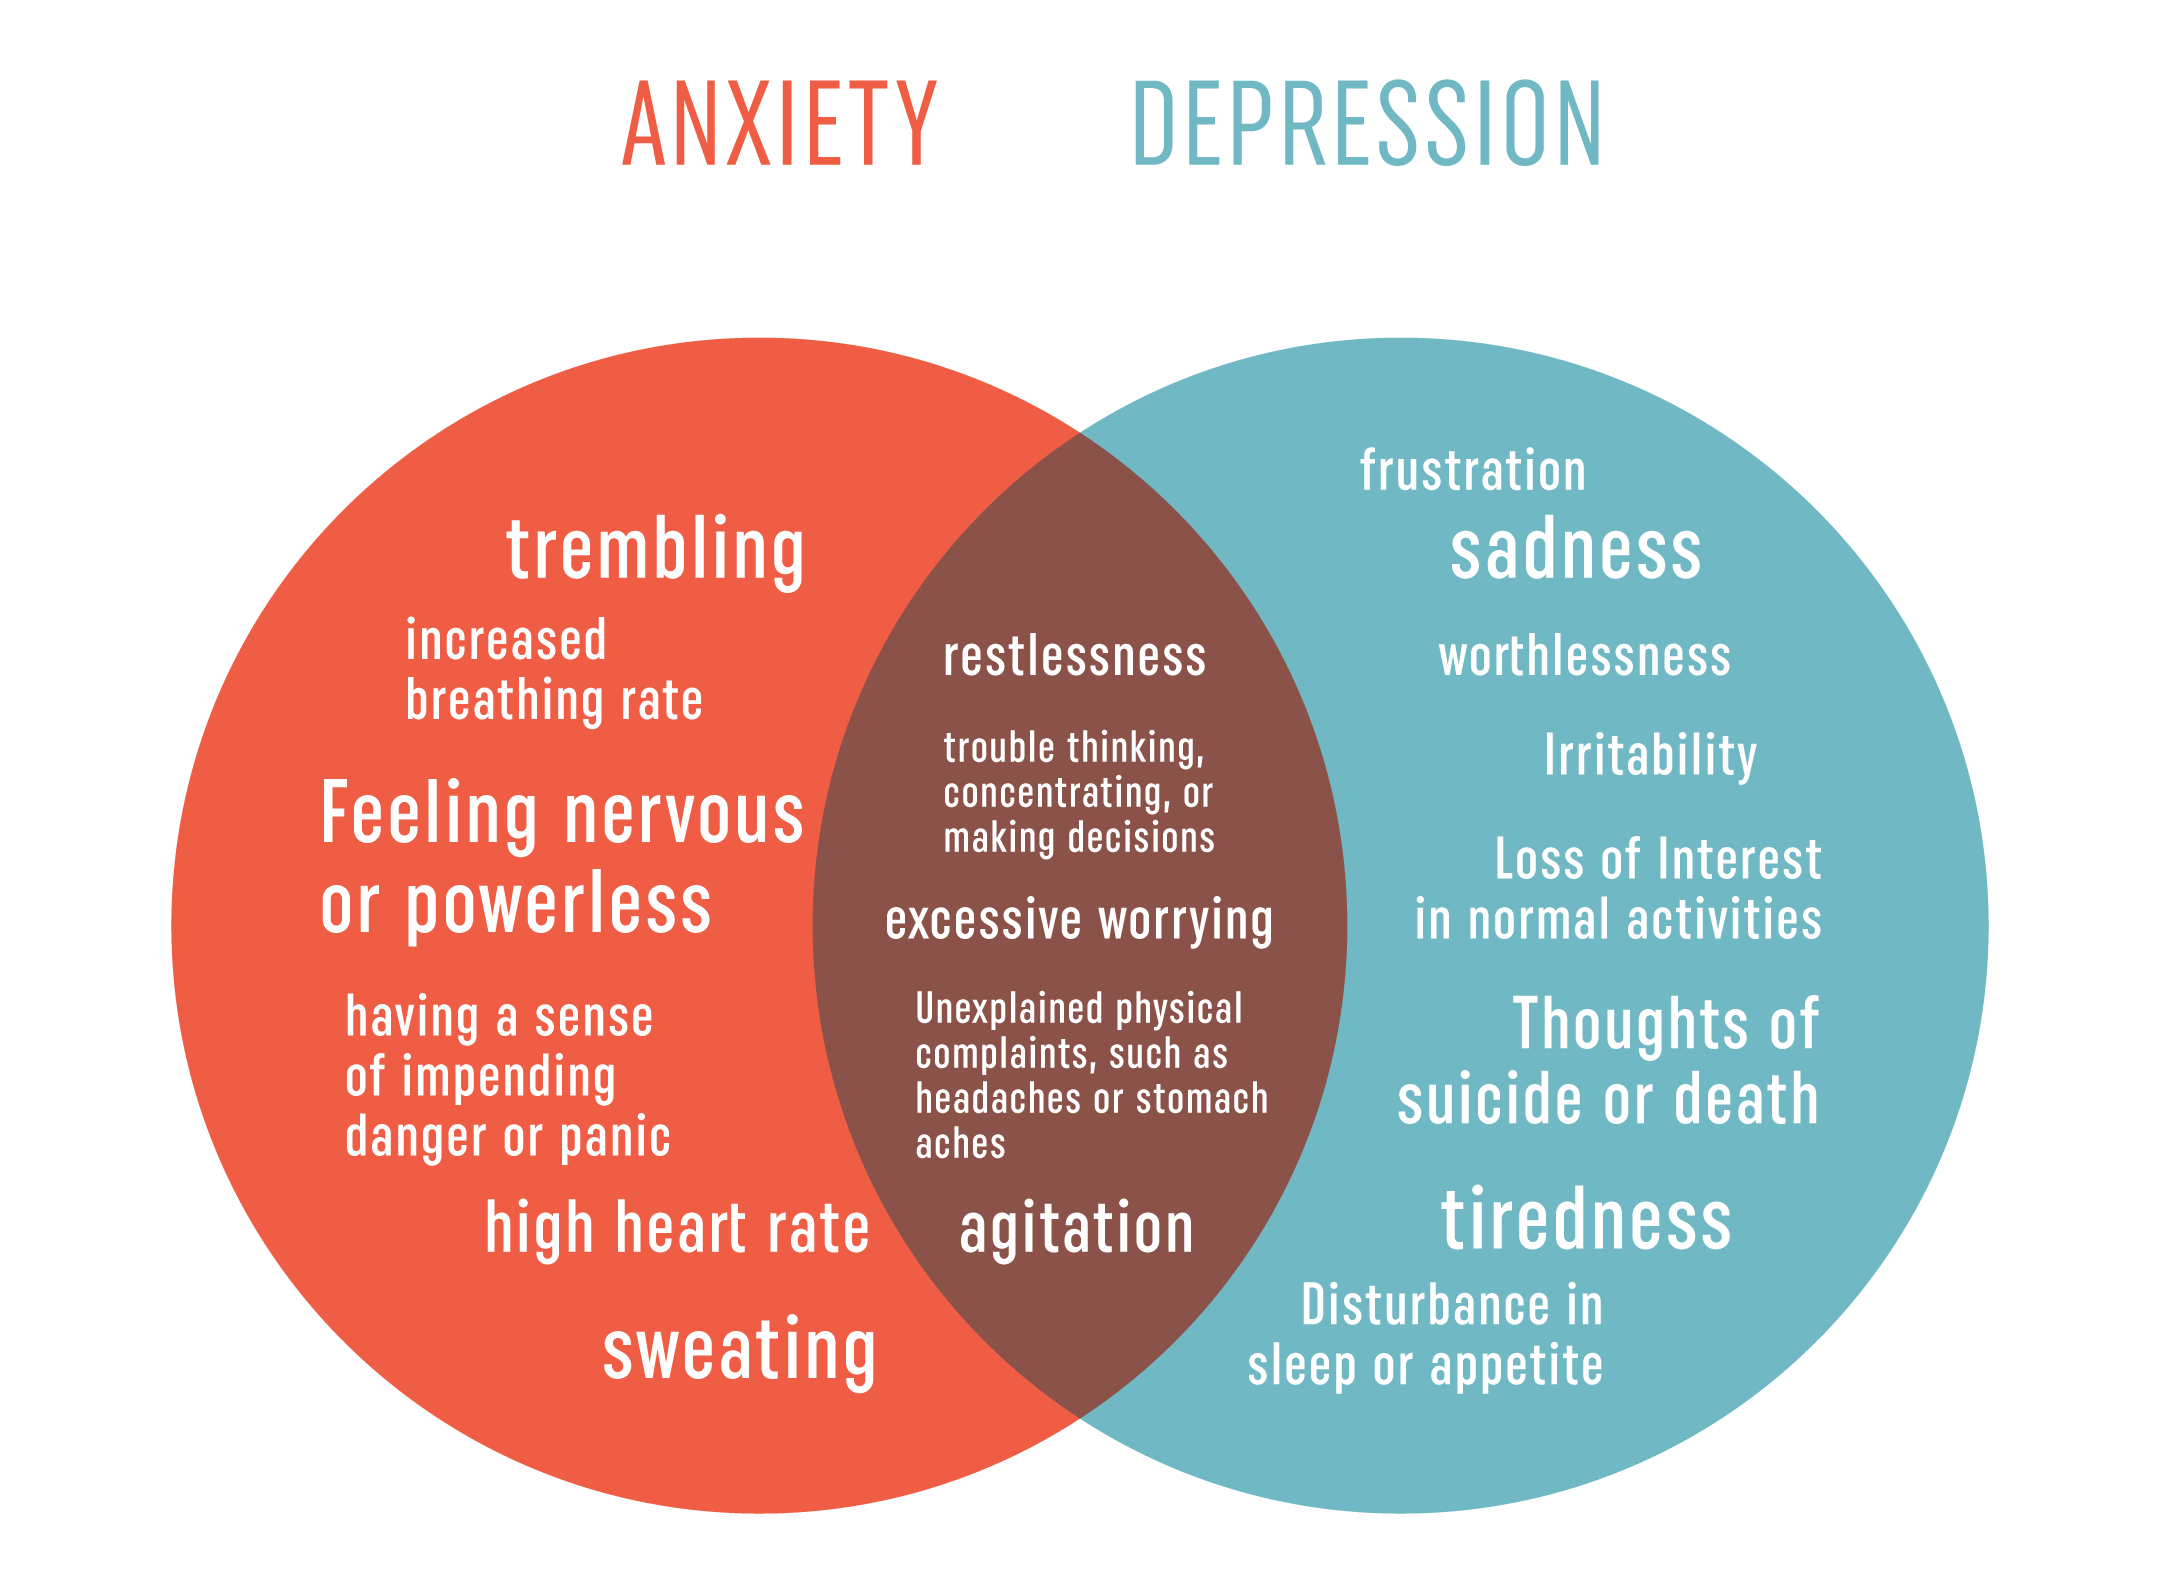 ANXIETY
DEPRESSION
trembling
increased
breathing rate
Feeling nervous
or powerless
having a sense
of impending
danger or panic
high heart rate
sweating
restlessness
trouble thinking,
concentrating, or
making decisions
excessive worrying
Unexplained physical
complaints, such as
headaches or stomach
aches
agitation
frustration
sadness
worthlessness
Irritability
Loss of Interest
in normal activities
Thoughts of
suicide or death
tiredness
Disturbance in
sleep or appetite